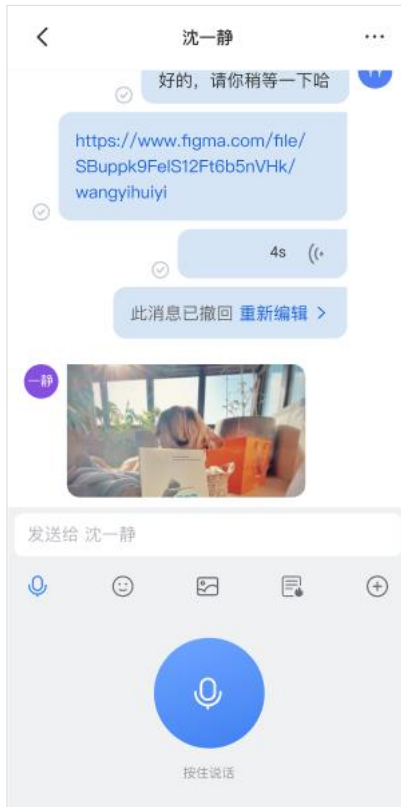 沈一静
好的，请你稍等一下哈
https://www.figma.com/file/
SBuppk9FelS12Ft6b5nVHk/
wangyihuiyi
4s
此消息已撤回 重新编辑 >
一静
发送给 沈一静
按住说话